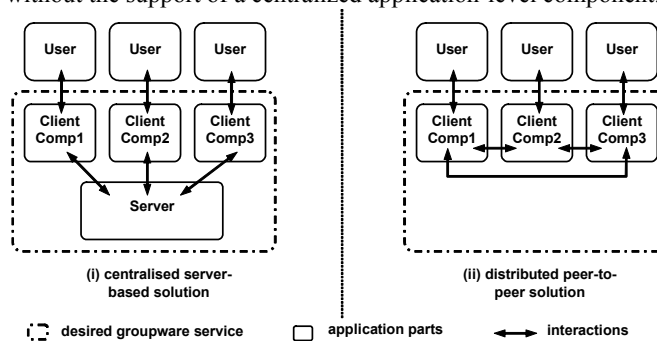 without the support of a centralized application-level component.
User User User User User User
Client Comp1 Client Comp2 Client Comp3 Client Comp1 Client Comp2 Client Comp3
Server
(i) centralised server-
based solution
(ii) distributed peer-to-
peer solution
desired groupware service application parts interactions